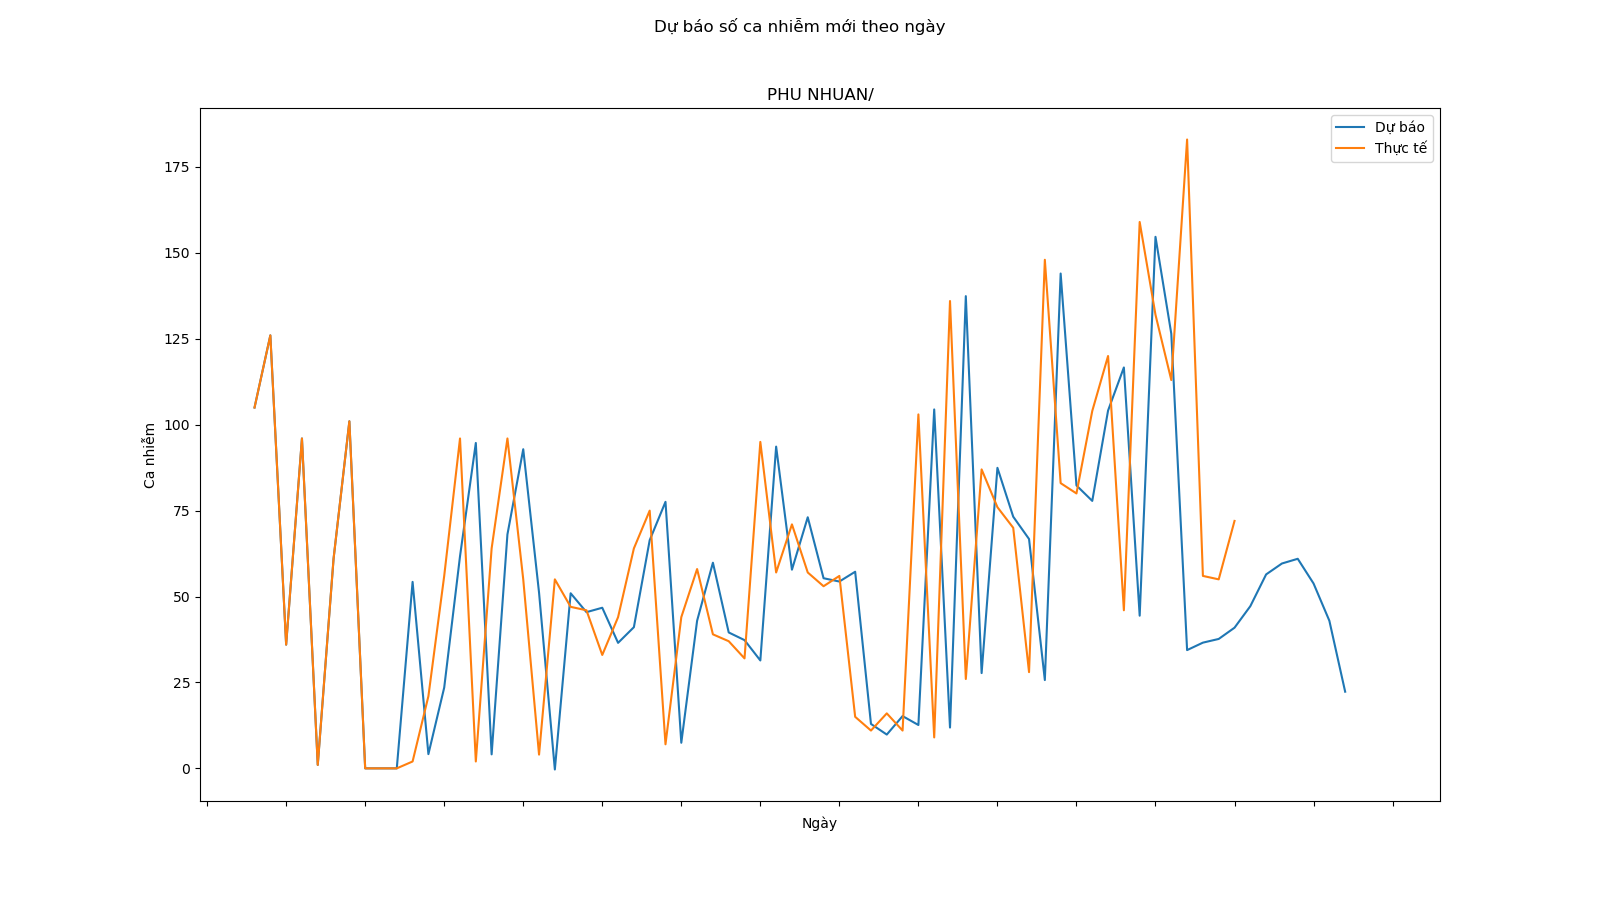 Dự báo số ca nhiễm mới theo ngày
PHU NHUAN/
Dự báo
Thực tế
175
150
125
100
75
50
25
0
Ca nhiễm
Ngày